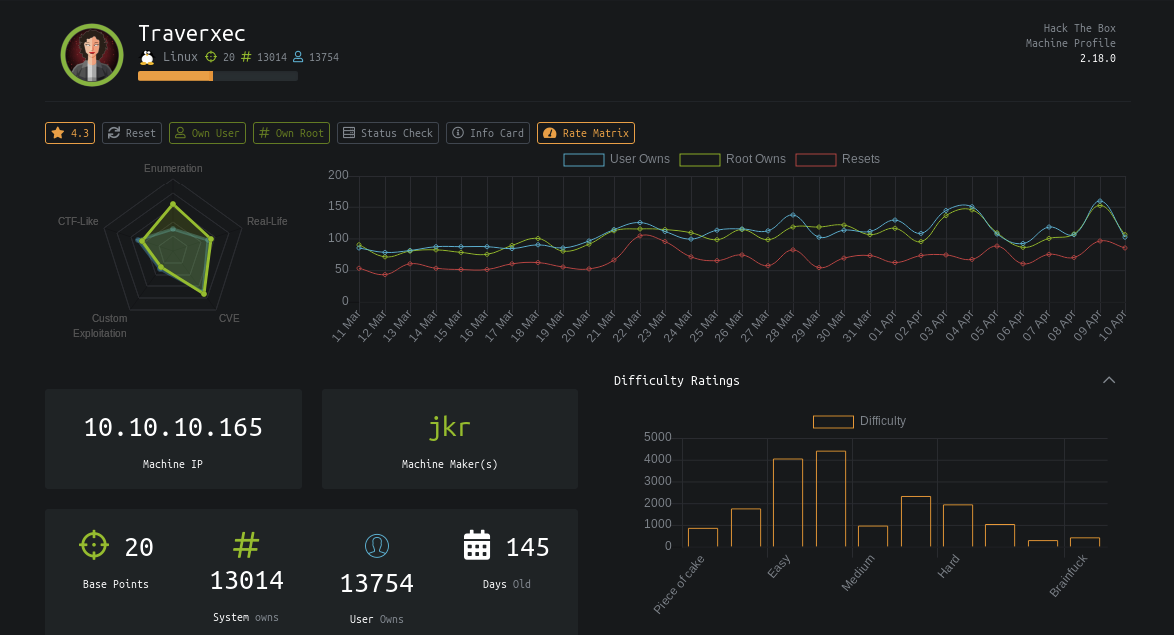 Traverxec
Linux 20 13014 13754
Hack The Box
Machine Profile
2.18.0
4.3 Reset Own User Own Root Status Check Info Card Rate Matrix
Enumeration
CTF-Like
Real-Life
Custom
Exploitation
CVE
User Owns Root Owns Resets
200
150
100
50
0
11 Mar 12 Mar 13 Mar 14 Mar 15 Mar 16 Mar 17 Mar 18 Mar 19 Mar 20 Mar 21 Mar 22 Mar 23 Mar 24 Mar 25 Mar 26 Mar 27 Mar 28 Mar 29 Mar 30 Mar 31 Mar 01 Apr 02 Apr 03 Apr 04 Apr 05 Apr 06 Apr 07 Apr 08 Apr 09 Apr 10 Apr
10.10.10.165
Machine IP
jkr
Machine Maker(s)
20
Base Points
13014
System owns
13754
User Owns
145
Days Old
Difficulty Ratings
Difficulty
5000
4000
3000
2000
1000
0
Piece of cake Easy Medium Hard Brainfuck